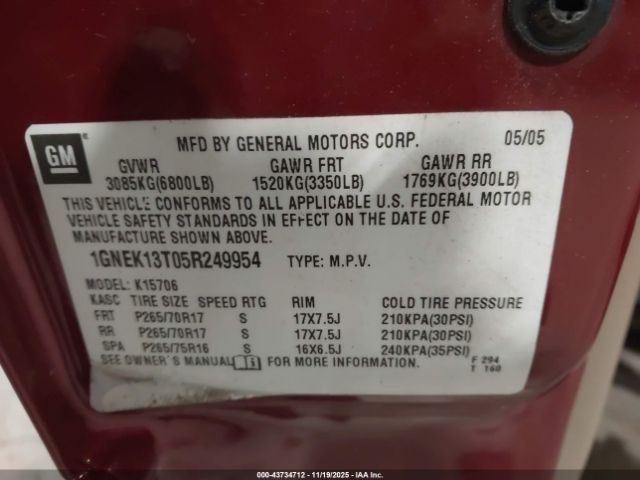 GM
MFD BY GENERAL MOTORS CORP. 05/05
GVWR GAWR FRT GAWR RR
3085KG(6800LB) 1520KG(3350LB) 1769KG(3900LB)
THIS VEHICLE CONFORMS TO ALL APPLICABLE U.S. FEDERAL MOTOR
VEHICLE SAFETY STANDARDS IN EFFECT ON THE DATE OF
MANUFACTURE SHOWN ABOVE.
1GNEK13T05R249954 TYPE: M.P.V.
MODEL: K15706
KASC TIRE SIZE SPEED RTG RIM COLD TIRE PRESSURE
FRT P265/70R17 S 17X7.5J 210KPA(30PSI)
RR P265/70R17 S 17X7.5J 210KPA(30PSI)
SPA P265/75R16 S 16X6.5J 240KPA(35PSI)
SEE OWNER'S MANUAL FOR MORE INFORMATION.
F 294
T 160
000-43734712 - 11/19/2025 - IAAI.COM